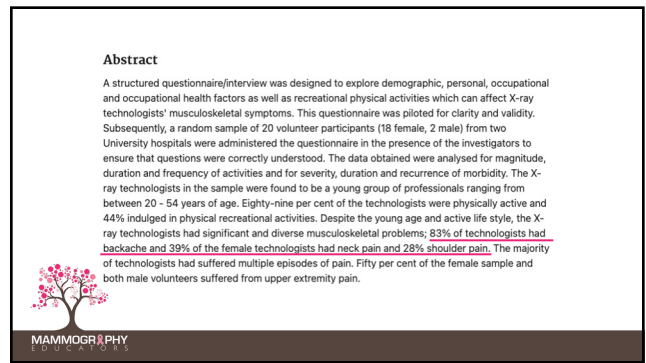 Abstract
A structured questionnaire/interview was designed to explore demographic, personal, occupational
and occupational health factors as well as recreational physical activities which can affect X-ray
technologists' musculoskeletal symptoms. This questionnaire was piloted for clarity and validity.
Subsequently, a random sample of 20 volunteer participants (18 female, 2 male) from two
University hospitals were administered the questionnaire in the presence of the investigators to
ensure that questions were correctly understood. The data obtained were analysed for magnitude,
duration and frequency of activities and for severity, duration and recurrence of morbidity. The X-
ray technologists in the sample were found to be a young group of professionals ranging from
between 20 - 54 years of age. Eighty-nine per cent of the technologists were physically active and
44% indulged in physical recreational activities. Despite the young age and active life style, the X-
ray technologists had significant and diverse musculoskeletal problems; 83% of technologists had
backache and 39% of the female technologists had neck pain and 28% shoulder pain. The majority
of technologists had suffered multiple episodes of pain. Fifty per cent of the female sample and
both male volunteers suffered from upper extremity pain.
MAMMOGRAPHY
EDUCATORS